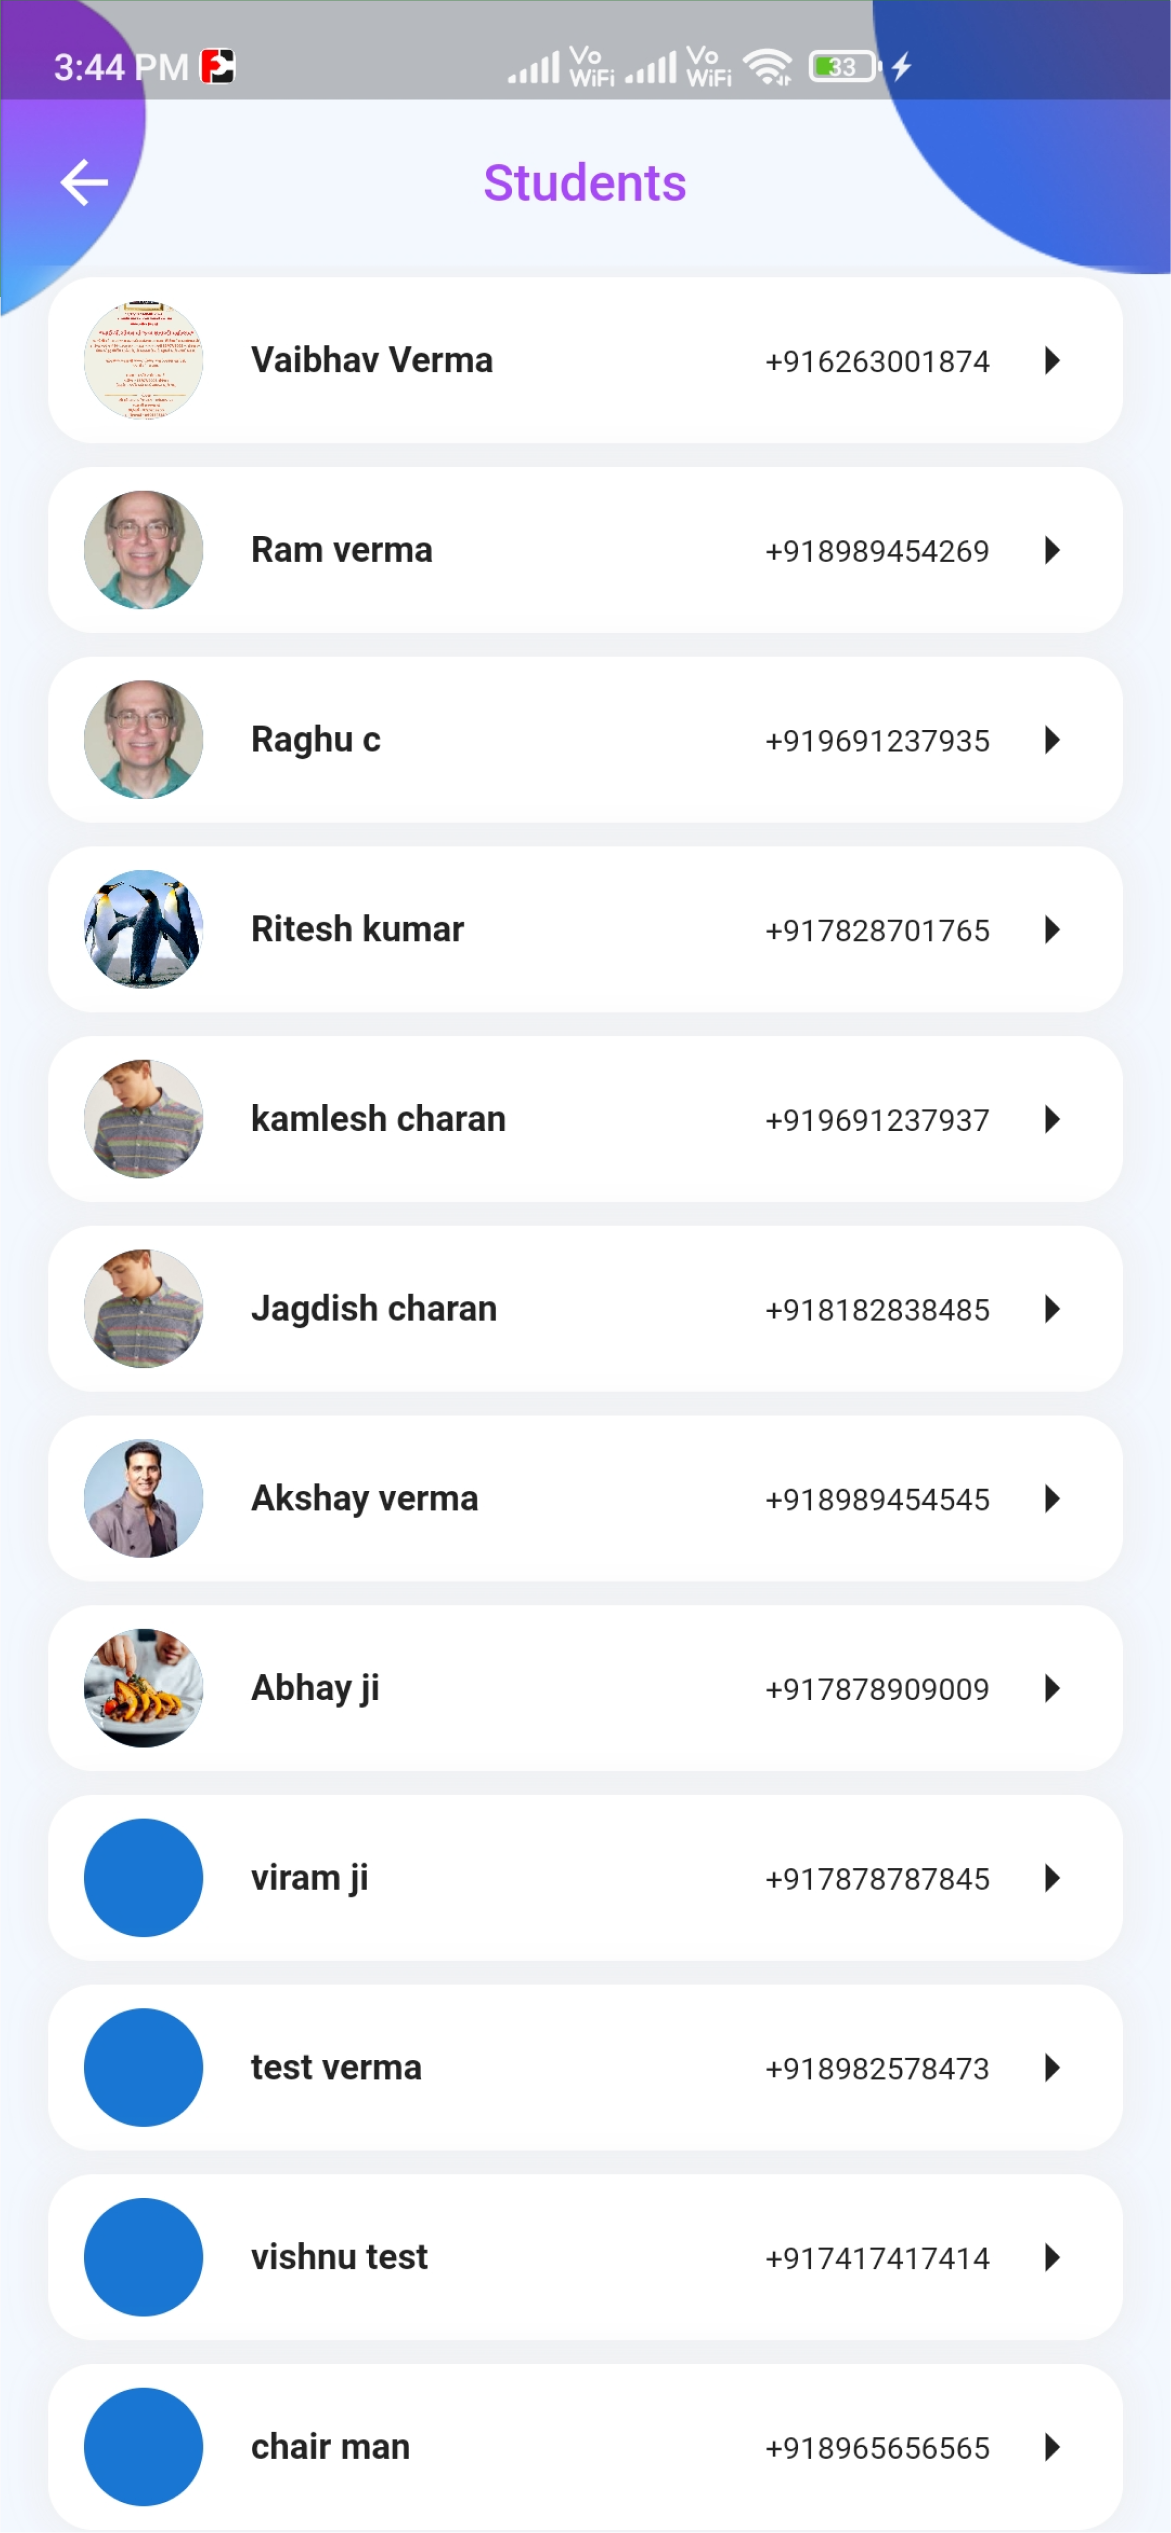 3:44 PM
Vo WiFi
Vo WiFi
33
Students
Vaibhav Verma +916263001874
Ram verma +918989454269
Raghu c +919691237935
Ritesh kumar +917828701765
kamlesh charan +919691237937
Jagdish charan +918182838485
Akshay verma +918989454545
Abhay ji +917878909009
viram ji +917878787845
test verma +918982578473
vishnu test +917417417414
chair man +918965656565